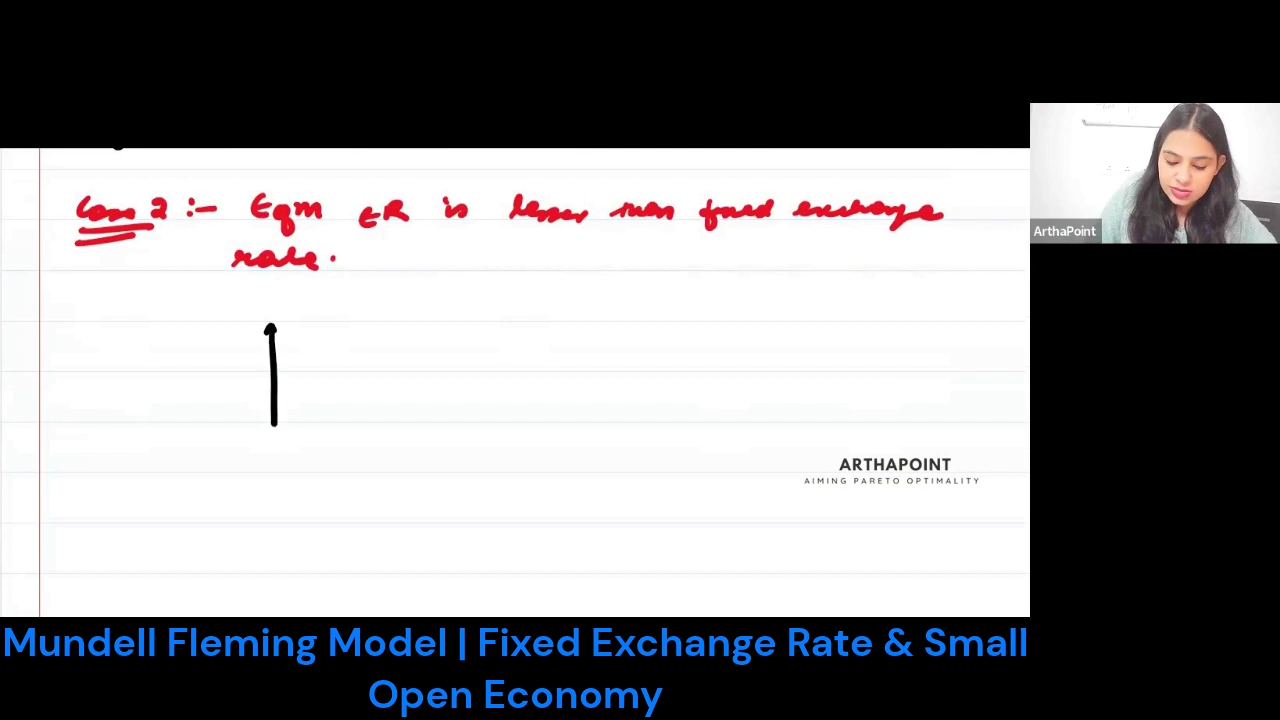 Case 2 :- Eqm ER is lesser than fixed exchange
rate.
ArthaPoint
ARTHAPOINT
AIMING PARETO OPTIMALITY
Mundell Fleming Model | Fixed Exchange Rate & Small
Open Economy